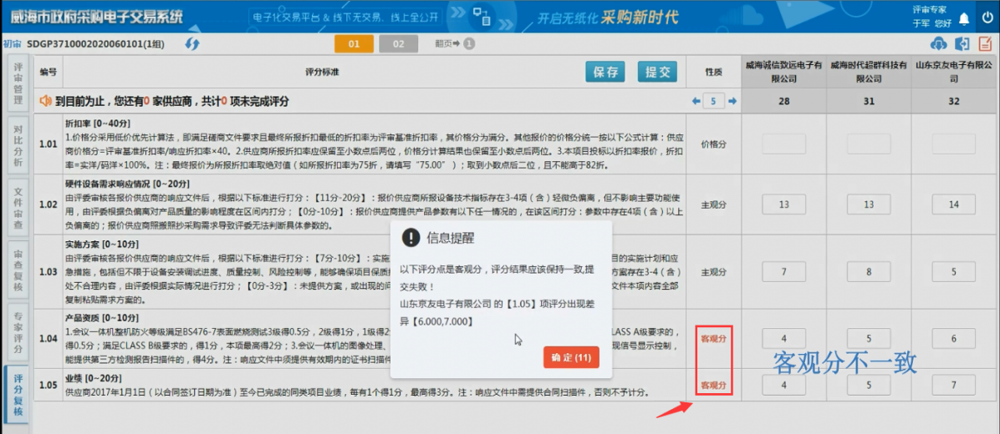 威海市政府采购电子交易系统
电子化交易平台 & 线下无交易、线上全公开
开启无纸化 采购新时代
评审专家
于军 您好
初审 SDGP3710002020060101(1组)
01
02
翻页 1
评审管理
对比分析
文件审查
审查复核
专家评分
评分复核
编号
评分标准
保存
提交
性质
威海诚信致远电子有限公司
威海时代超群科技有限公司
山东京友电子有限公司
到目前为止，您还有0 家供应商，共计0 项未完成评分
5
28
31
32
1.01
折扣率 [0~40分]
1.价格分采用低价优先计算法，即满足磋商文件要求且最终所报折扣最低的折扣率为评审基准折扣率，其价格分为满分。其他报价的价格分统一按以下公式计算：供应
商价格分=评审基准折扣率/响应折扣率×40。2.供应商所报折扣率应保留至小数点后两位，价格分计算结果也保留至小数点后两位。3.本项目投标以折扣率报价，折扣
率=实洋/码洋×100%。注：最终报价为所报折扣率取绝对值（如所报折扣率为75折，请填写“75.00”）；取到小数点后二位，且不能高于82折。
价格分
1.02
硬件设备需求响应情况 [0~20分]
由评委审核各报价供应商的响应文件后，根据以下标准进行打分：【11分-20分】：报价供应商所报设备技术指标存在3-4项（含）轻微负偏离，但不影响主要功能使
用，由评委根据负偏离对产品质量的影响程度在区间内打分；【0分-10分】：报价供应商提供产品参数有以下任一情况的，在该区间打分：参数中存在4项（含）以上
负偏离的；报价供应商照搬照抄采购需求导致评委无法判断具体参数的。
主观分
13
13
14
1.03
实施方案 [0~10分]
由评委审核各报价供应商的响应文件后，根据以下标准进行打分：【7分-10分】：实施
目的实施计划和应
急措施，包括但不限于设备安装调试进度、质量控制、风险控制等，能够确保项目保质
方案存在3-4（含）
处不合理内容，由评委根据实际情况进行打分；【0分-3分】：未提供方案，或出现的问
文件本项内容全部
复制粘贴需求方案的。
主观分
7
8
5
1.04
产品资质 [0~10分]
1.会议一体机整机防火等级满足BS476-7表面燃烧测试3级得0.5分，2级得1分，1级得2分
LASS A级要求的，
得0.5分；满足CLASS B级要求的，得1分，本项最高得2分；3.会议一体机的图像处理、
现信号显示控制，
能提供第三方检测报告扫描件的，得4分。注：响应文件中须提供有效期内的证书扫描件
客观分
4
5
6
1.05
业绩 [0~20分]
供应商2017年1月1日（以合同签订日期为准）至今已完成的同类项目业绩，每有1个得1分，最高得3分。注：响应文件中需提供合同扫描件，否则不予计分。
客观分
4
5
7
信息提醒
以下评分点是客观分，评分结果应该保持一致,提
交失败！
山东京友电子有限公司 的【1.05】项评分出现差
异【6.000,7.000】
确 定 (11)
客观分不一致